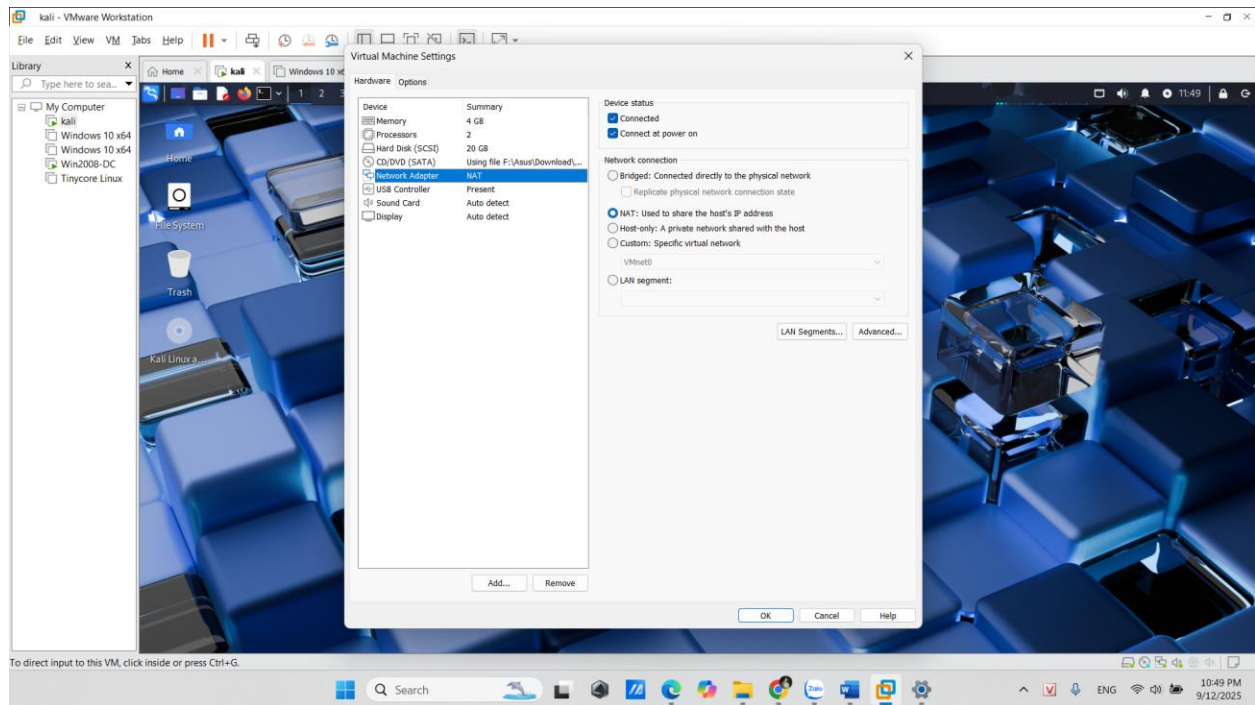 kali - VMware Workstation
File Edit View VM Tabs Help
Library X
Type here to sea...
My Computer
kali
Windows 10 x64
Windows 10 x64
Win2008-DC
Tinycore Linux
Home kali Windows 10 x6
1 2 3
11:49
Home
File System
Trash
Kali Linux a...
Virtual Machine Settings
Hardware Options
Device Summary
Memory 4 GB
Processors 2
Hard Disk (SCSI) 20 GB
CD/DVD (SATA) Using file F:\Asus\Download\...
Network Adapter NAT
USB Controller Present
Sound Card Auto detect
Display Auto detect
Add... Remove
Device status
Connected
Connect at power on
Network connection
Bridged: Connected directly to the physical network
Replicate physical network connection state
NAT: Used to share the host's IP address
Host-only: A private network shared with the host
Custom: Specific virtual network
VMnet0
LAN segment:
LAN Segments... Advanced...
OK Cancel Help
To direct input to this VM, click inside or press Ctrl+G.
Search
Zalo
ENG
10:49 PM
9/12/2025